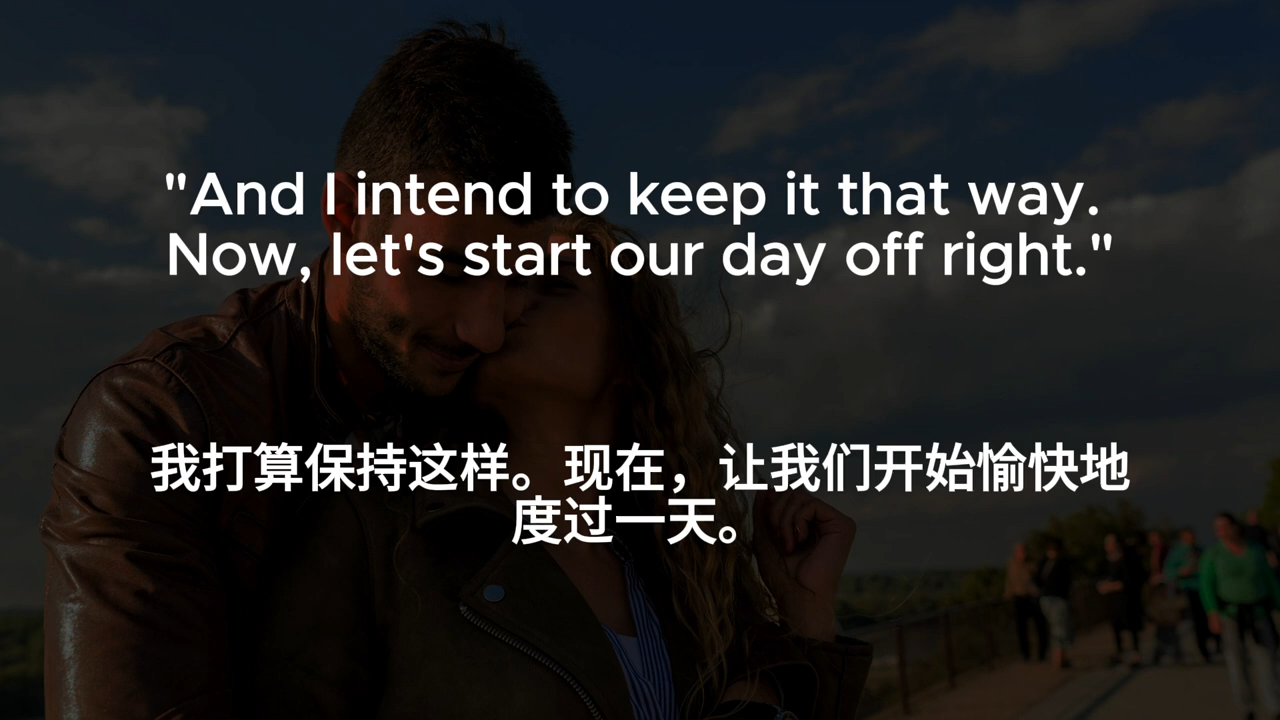 "And I intend to keep it that way.
Now, let's start our day off right."
我打算保持这样。现在，让我们开始愉快地
度过一天。